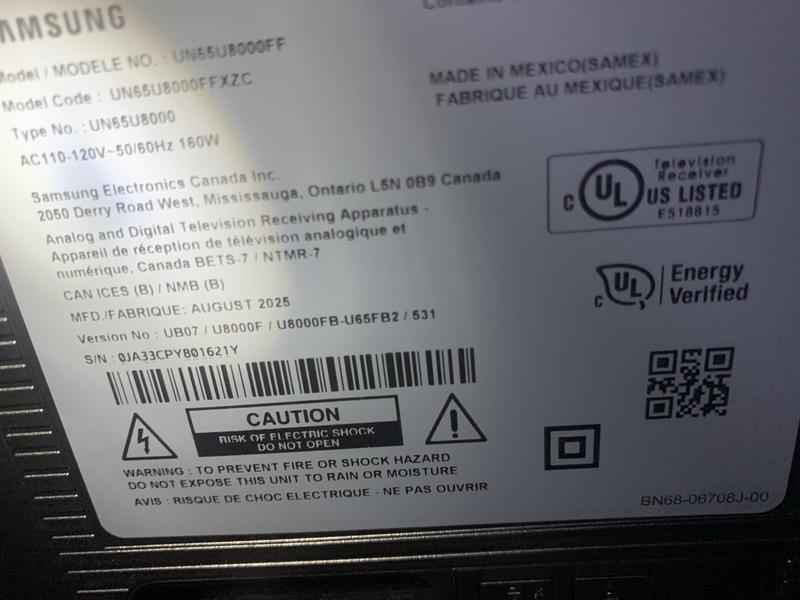 AMSUNG
Model / MODELE NO. : UN65U8000FF
Model Code : UN65U8000FFXZC
Type No. : UN65U8000
AC110-120V~50/60Hz 160W
Samsung Electronics Canada Inc.
2050 Derry Road West, Mississauga, Ontario L5N 0B9 Canada
Analog and Digital Television Receiving Apparatus -
Appareil de réception de télévision analogique et
numérique, Canada BETS-7 / NTMR-7
CAN ICES (B) / NMB (B)
MFD./FABRIQUE: AUGUST 2025
Version No : UB07 / U8000F / U8000FB-U65FB2 / 531
S/N : 0JA33CPYB01621Y
CAUTION
RISK OF ELECTRIC SHOCK
DO NOT OPEN
WARNING : TO PREVENT FIRE OR SHOCK HAZARD
DO NOT EXPOSE THIS UNIT TO RAIN OR MOISTURE
AVIS : RISQUE DE CHOC ELECTRIQUE - NE PAS OUVRIR
MADE IN MEXICO(SAMEX)
FABRIQUE AU MEXIQUE(SAMEX)
Television
Receiver
C UL US LISTED
E518815
C UL Energy
Verified
BN68-06708J-00